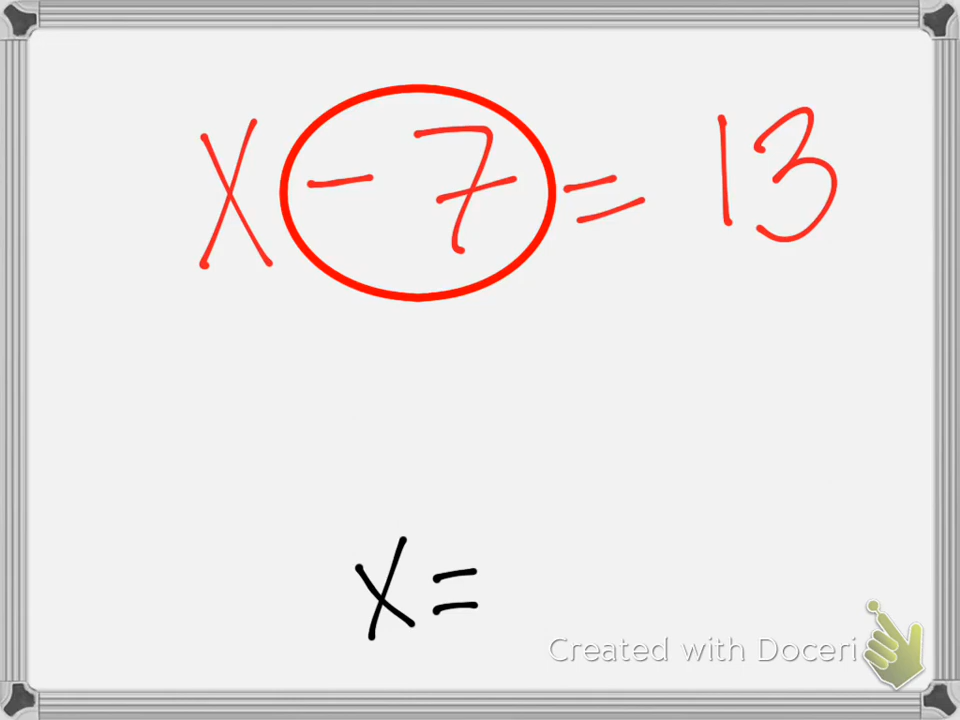 x - 7 = 13
x =
Created with Doceri